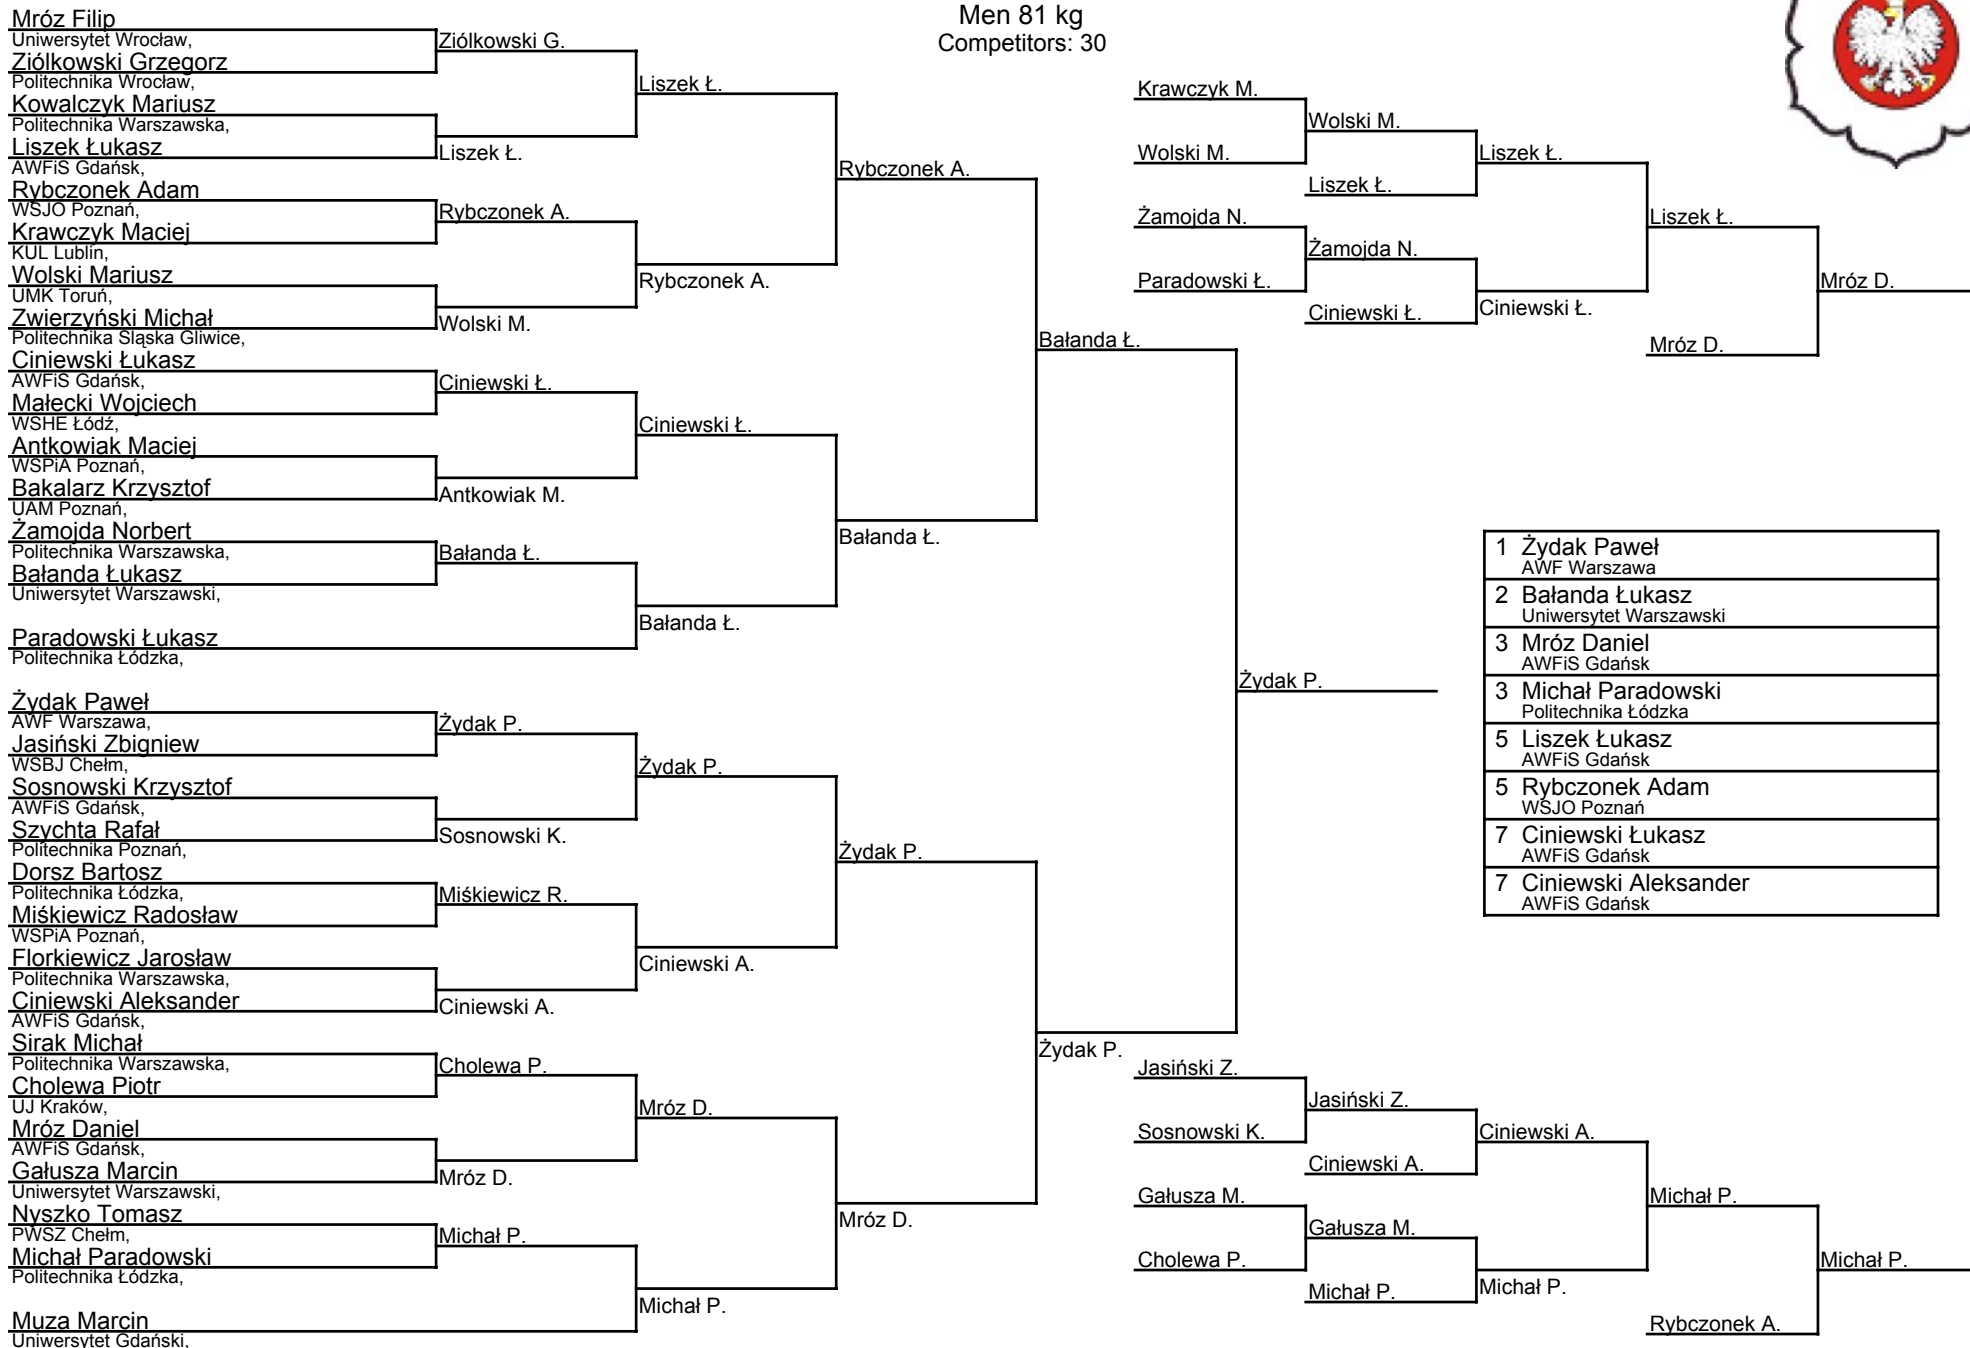 Men 81 kg
Competitors: 30
Mróz Filip
Uniwersytet Wrocław,
Ziólkowski Grzegorz
Politechnika Wrocław,
Kowalczyk Mariusz
Politechnika Warszawska,
Liszek Łukasz
AWFiS Gdańsk,
Rybczonek Adam
WSJO Poznań,
Krawczyk Maciej
KUL Lublin,
Wolski Mariusz
UMK Toruń,
Zwierzyński Michał
Politechnika Śląska Gliwice,
Ciniewski Łukasz
AWFiS Gdańsk,
Małecki Wojciech
WSHE Łódź,
Antkowiak Maciej
WSPiA Poznań,
Bakalarz Krzysztof
UAM Poznań,
Żamojda Norbert
Politechnika Warszawska,
Bałanda Łukasz
Uniwersytet Warszawski,
Paradowski Łukasz
Politechnika Łódzka,
Żydak Paweł
AWF Warszawa,
Jasiński Zbigniew
WSBJ Chełm,
Sosnowski Krzysztof
AWFiS Gdańsk,
Szychta Rafał
Politechnika Poznań,
Dorsz Bartosz
Politechnika Łódzka,
Miśkiewicz Radosław
WSPiA Poznań,
Florkiewicz Jarosław
Politechnika Warszawska,
Ciniewski Aleksander
AWFiS Gdańsk,
Sirak Michał
Politechnika Warszawska,
Cholewa Piotr
UJ Kraków,
Mróz Daniel
AWFiS Gdańsk,
Gałusza Marcin
Uniwersytet Warszawski,
Nyszko Tomasz
PWSZ Chełm,
Michał Paradowski
Politechnika Łódzka,
Muza Marcin
Uniwersytet Gdański,
Ziólkowski G.
Liszek Ł.
Rybczonek A.
Wolski M.
Ciniewski Ł.
Antkowiak M.
Bałanda Ł.
Żydak P.
Sosnowski K.
Miśkiewicz R.
Ciniewski A.
Cholewa P.
Mróz D.
Michał P.
Liszek Ł.
Rybczonek A.
Ciniewski Ł.
Bałanda Ł.
Żydak P.
Ciniewski A.
Mróz D.
Michał P.
Rybczonek A.
Bałanda Ł.
Żydak P.
Mróz D.
Bałanda Ł.
Żydak P.
Żydak P.
Krawczyk M.
Wolski M.
Żamojda N.
Paradowski Ł.
Wolski M.
Liszek Ł.
Żamojda N.
Ciniewski Ł.
Liszek Ł.
Ciniewski Ł.
Liszek Ł.
Mróz D.
Mróz D.
1 Żydak Paweł
AWF Warszawa
2 Bałanda Łukasz
Uniwersytet Warszawski
3 Mróz Daniel
AWFiS Gdańsk
3 Michał Paradowski
Politechnika Łódzka
5 Liszek Łukasz
AWFiS Gdańsk
5 Rybczonek Adam
WSJO Poznań
7 Ciniewski Łukasz
AWFiS Gdańsk
7 Ciniewski Aleksander
AWFiS Gdańsk
Jasiński Z.
Sosnowski K.
Gałusza M.
Cholewa P.
Jasiński Z.
Ciniewski A.
Gałusza M.
Michał P.
Ciniewski A.
Michał P.
Michał P.
Rybczonek A.
Michał P.